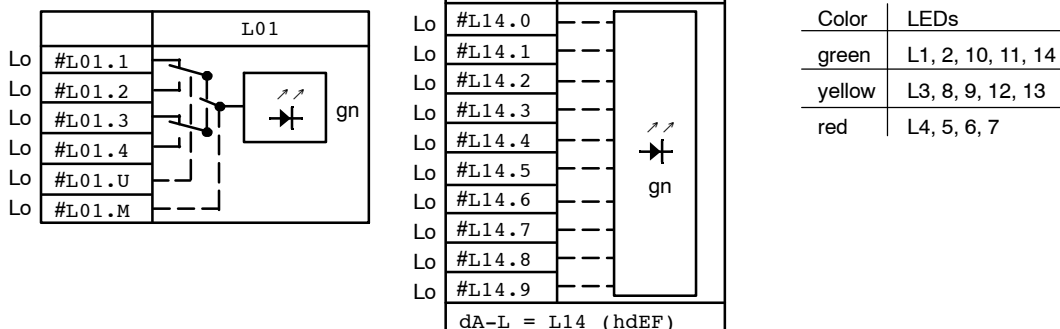 L01
Lo #L01.1
Lo #L01.2
Lo #L01.3
Lo #L01.4
Lo #L01.U
Lo #L01.M
gn
Lo #L14.0
Lo #L14.1
Lo #L14.2
Lo #L14.3
Lo #L14.4
Lo #L14.5
Lo #L14.6
Lo #L14.7
Lo #L14.8
Lo #L14.9
gn
dA-L = L14 (hdEF)
Color LEDs
green L1, 2, 10, 11, 14
yellow L3, 8, 9, 12, 13
red L4, 5, 6, 7